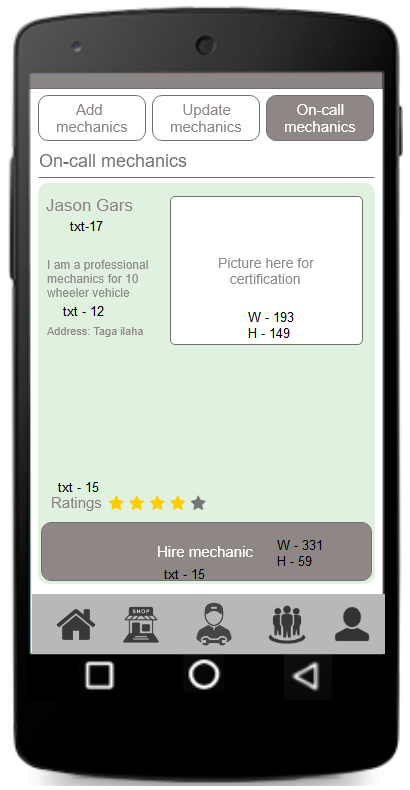 Add
mechanics
Update
mechanics
On-call
mechanics
On-call mechanics
Jason Gars
txt-17
I am a professional
mechanics for 10
wheeler vehicle
txt - 12
Address: Taga ilaha
Picture here for
certification
W - 193
H - 149
txt - 15
Ratings
Hire mechanic
txt - 15
W - 331
H - 59
SHOP